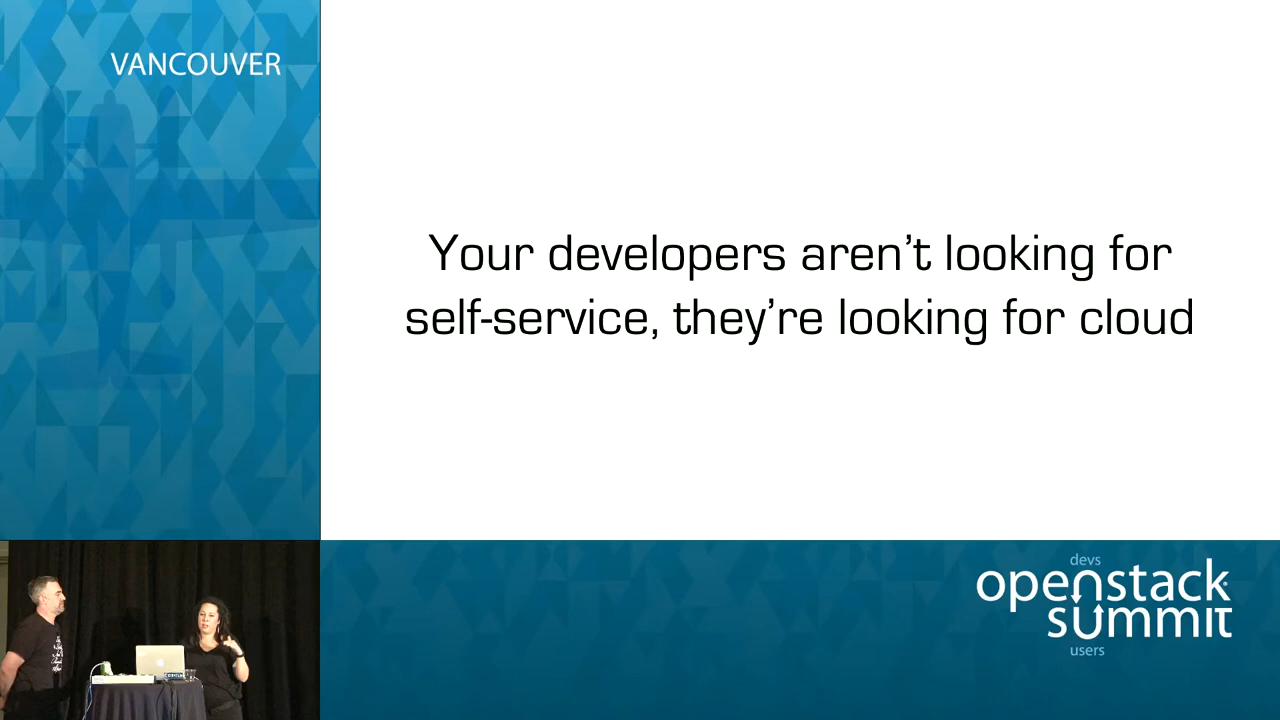 VANCOUVER
Your developers aren’t looking for
self-service, they’re looking for cloud
devs
openstack
summit
users